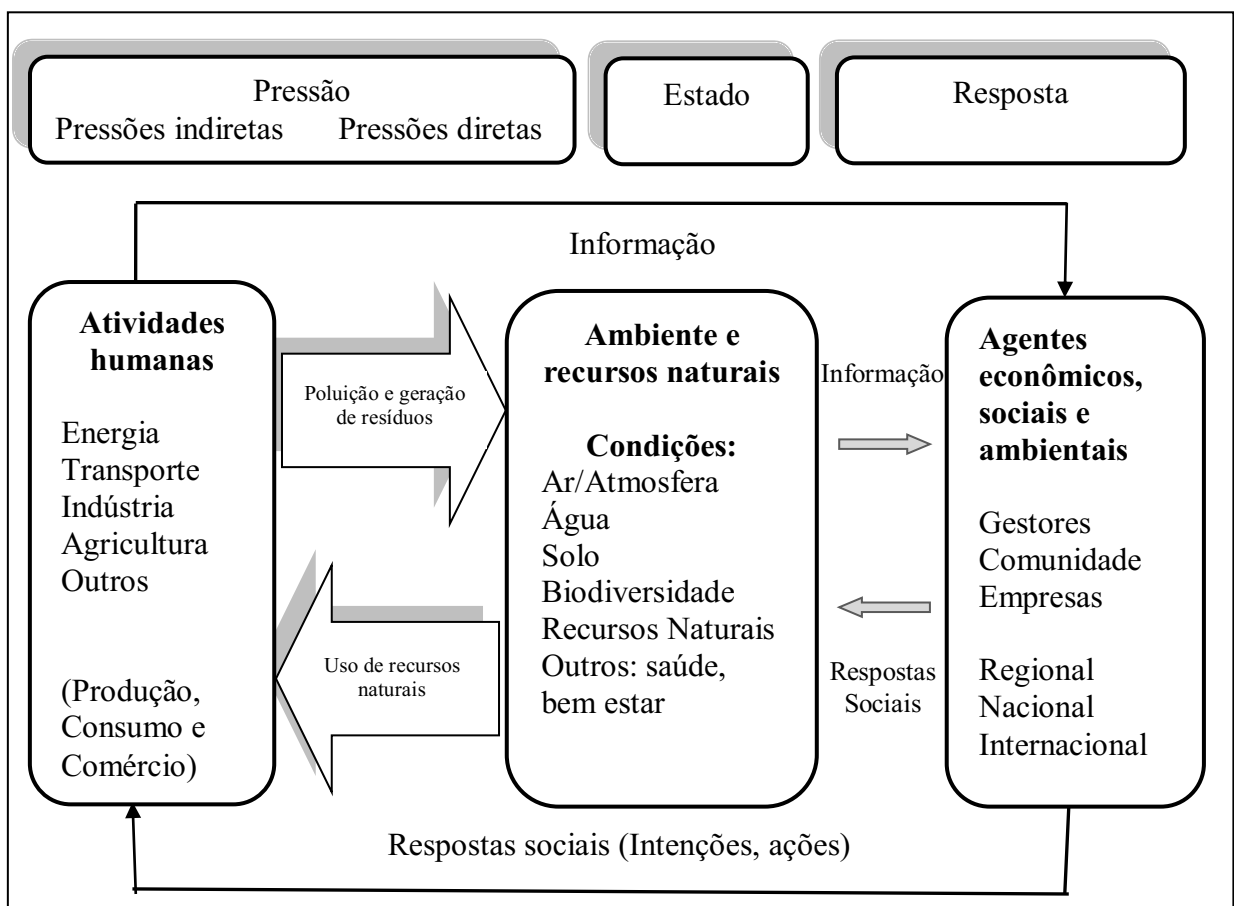 Pressão
Pressões indiretas Pressões diretas
Estado
Resposta
Informação
Atividades
humanas
Energia
Transporte
Indústria
Agricultura
Outros
(Produção,
Consumo e
Comércio)
Poluição e geração
de resíduos
Uso de recursos
naturais
Ambiente e
recursos naturais
Condições:
Ar/Atmosfera
Água
Solo
Biodiversidade
Recursos Naturais
Outros: saúde,
bem estar
Informação
Respostas
Sociais
Agentes
econômicos,
sociais e
ambientais
Gestores
Comunidade
Empresas
Regional
Nacional
Internacional
Respostas sociais (Intenções, ações)